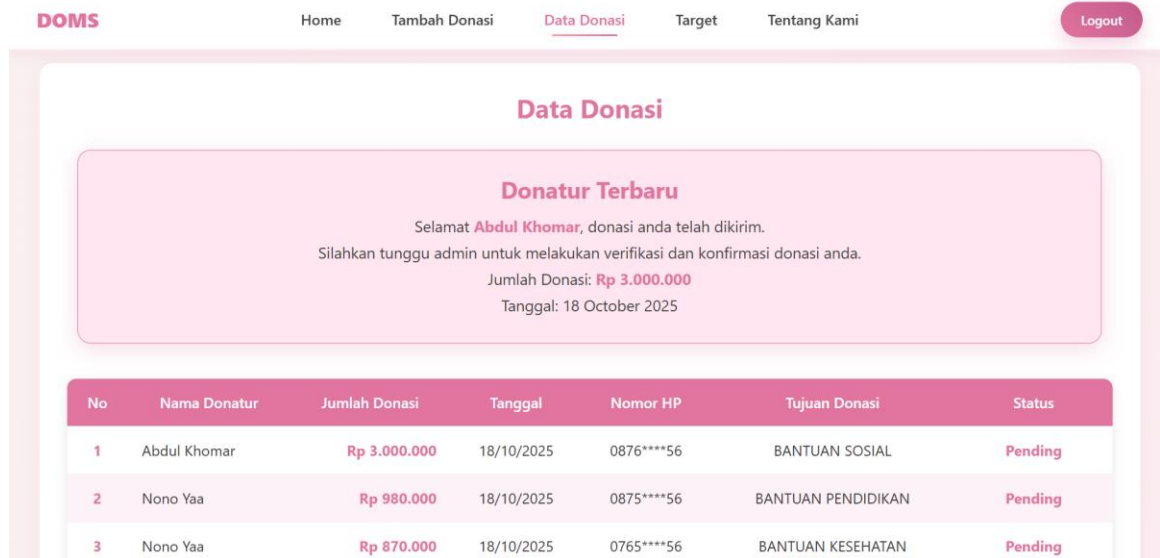 DOMS Home Tambah Donasi Data Donasi Target Tentang Kami Logout
Data Donasi
Donatur Terbaru
Selamat Abdul Khomar, donasi anda telah dikirim.
Silahkan tunggu admin untuk melakukan verifikasi dan konfirmasi donasi anda.
Jumlah Donasi: Rp 3.000.000
Tanggal: 18 October 2025
No Nama Donatur Jumlah Donasi Tanggal Nomor HP Tujuan Donasi Status
1 Abdul Khomar Rp 3.000.000 18/10/2025 0876****56 BANTUAN SOSIAL Pending
2 Nono Yaa Rp 980.000 18/10/2025 0875****56 BANTUAN PENDIDIKAN Pending
3 Nono Yaa Rp 870.000 18/10/2025 0765****56 BANTUAN KESEHATAN Pending